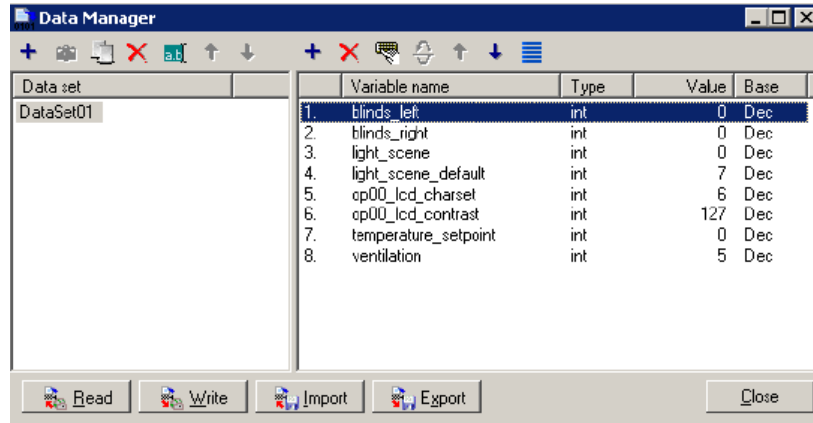 Data Manager
Data set
DataSet01
Variable name Type Value Base
1. blinds_left int 0 Dec
2. blinds_right int 0 Dec
3. light_scene int 0 Dec
4. light_scene_default int 7 Dec
5. op00_lcd_charset int 6 Dec
6. op00_lcd_contrast int 127 Dec
7. temperature_setpoint int 0 Dec
8. ventilation int 5 Dec
Read Write Import Export Close